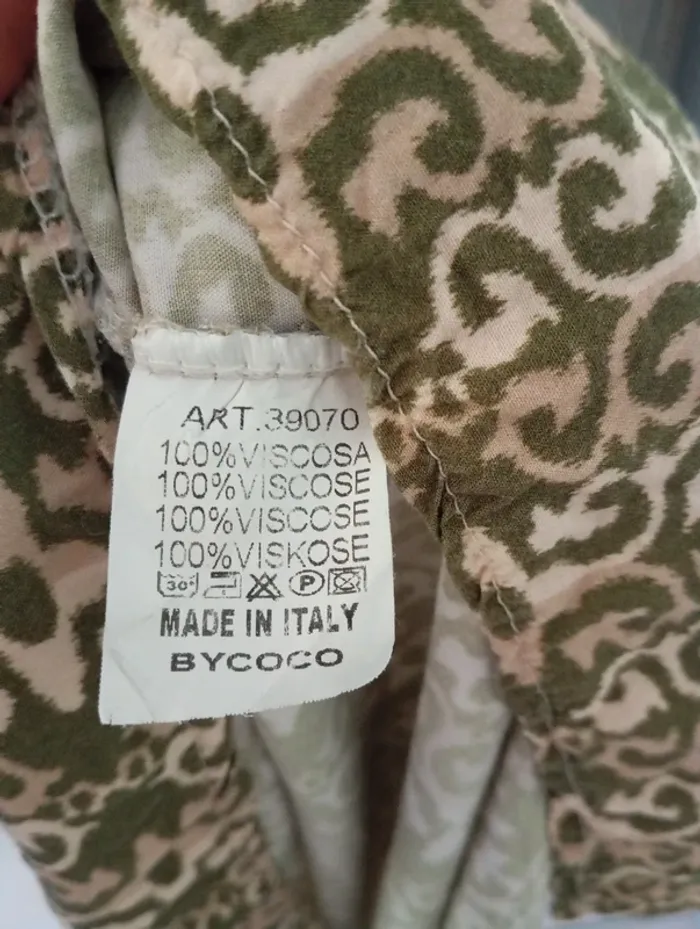 ART.39070
100%VISCOSA
100%VISCOSE
100%VISCOSE
100%VISKOSE
30° P
MADE IN ITALY
BYCOCO